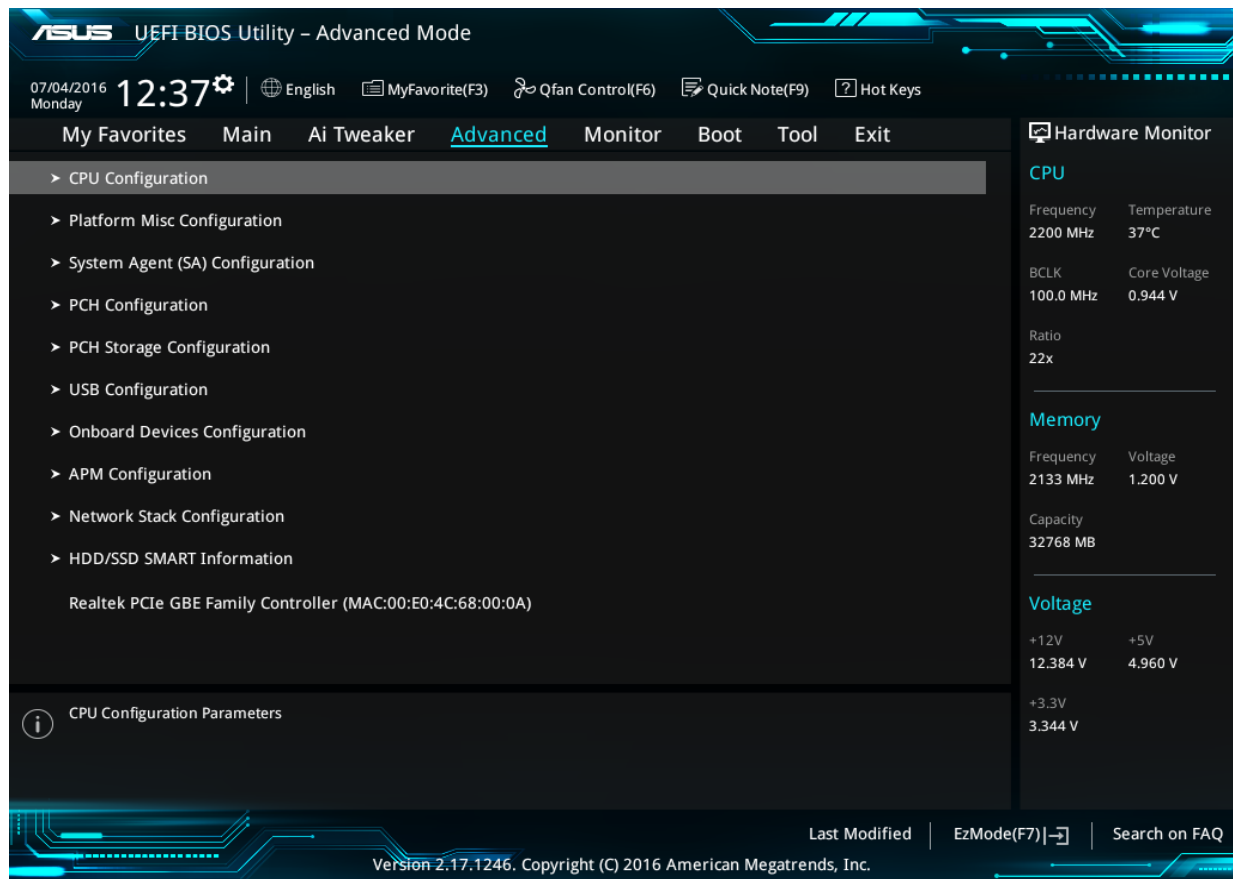 ASUS UEFI BIOS Utility – Advanced Mode
07/04/2016
Monday
12:37
English MyFavorite(F3) Qfan Control(F6) Quick Note(F9) ? Hot Keys
My Favorites Main Ai Tweaker Advanced Monitor Boot Tool Exit
CPU Configuration
Platform Misc Configuration
System Agent (SA) Configuration
PCH Configuration
PCH Storage Configuration
USB Configuration
Onboard Devices Configuration
APM Configuration
Network Stack Configuration
HDD/SSD SMART Information
Realtek PCIe GBE Family Controller (MAC:00:E0:4C:68:00:0A)
i CPU Configuration Parameters
Hardware Monitor
CPU
Frequency Temperature
2200 MHz 37°C
BCLK Core Voltage
100.0 MHz 0.944 V
Ratio
22x
Memory
Frequency Voltage
2133 MHz 1.200 V
Capacity
32768 MB
Voltage
+12V +5V
12.384 V 4.960 V
+3.3V
3.344 V
Last Modified EzMode(F7) Search on FAQ
Version 2.17.1246. Copyright (C) 2016 American Megatrends, Inc.